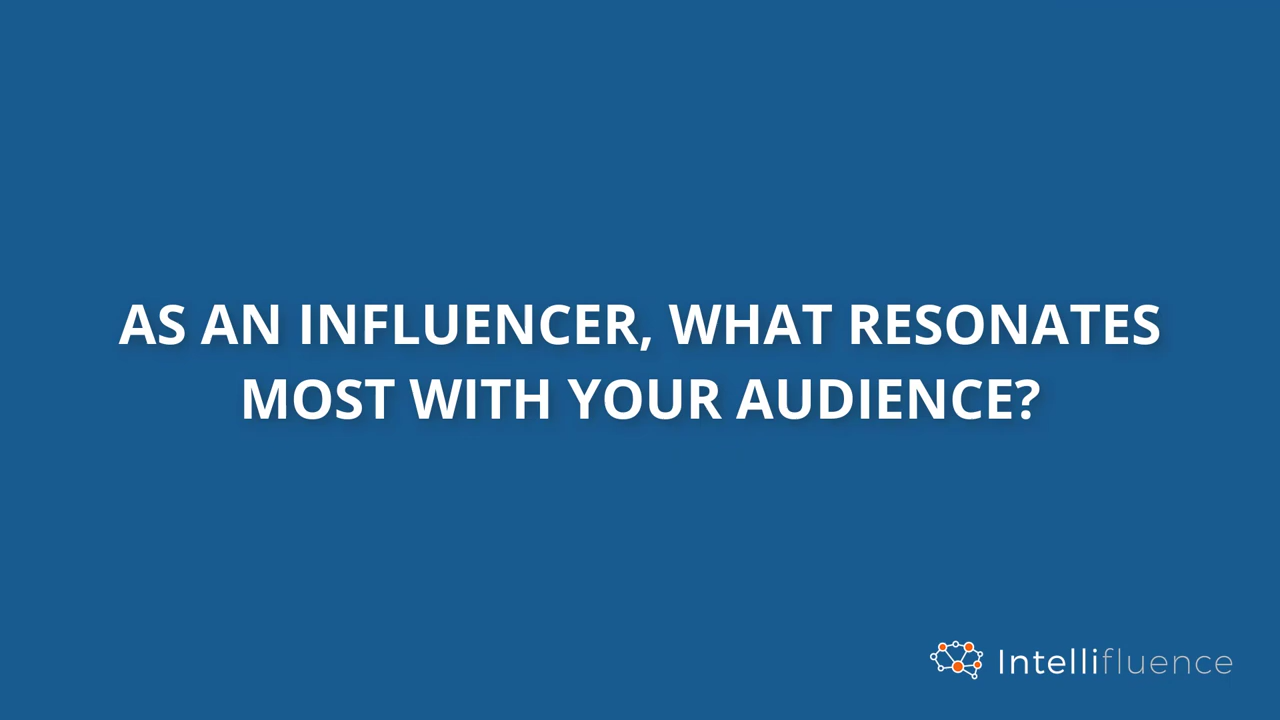 AS AN INFLUENCER, WHAT RESONATES
MOST WITH YOUR AUDIENCE?
Intellifluence